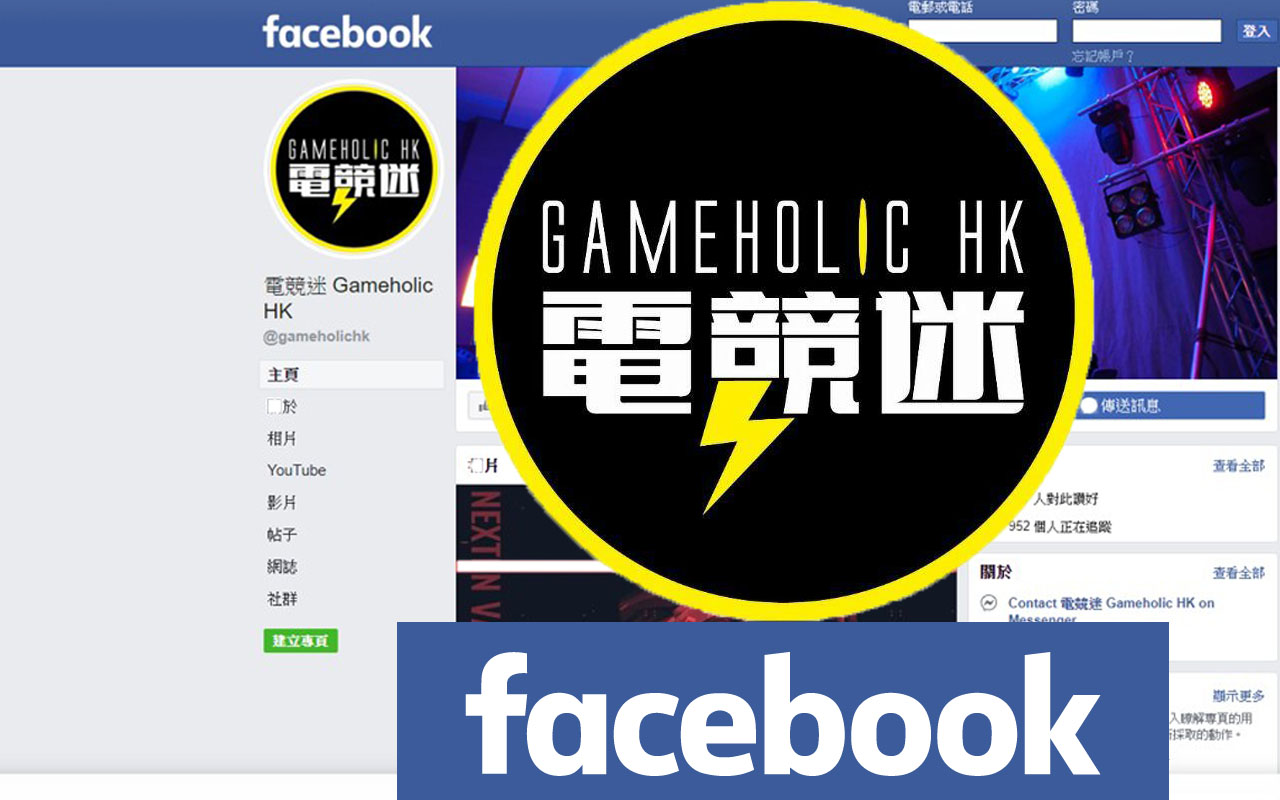 facebook
電郵或電話
密碼
登入
忘記帳戶？
GAMEHOLIC HK
電競迷
電競迷 Gameholic
HK
@gameholichk
主頁
於
相片
YouTube
影片
帖子
網誌
社群
建立專頁
GAMEHOLIC HK
電競迷
傳送訊息
片
NEXT IN
查看全部
人對此讚好
952 個人正在追蹤
關於
查看全部
Contact 電競迷 Gameholic HK on
Messenger
顯示更多
入瞭解專頁的用
採取的動作。
facebook